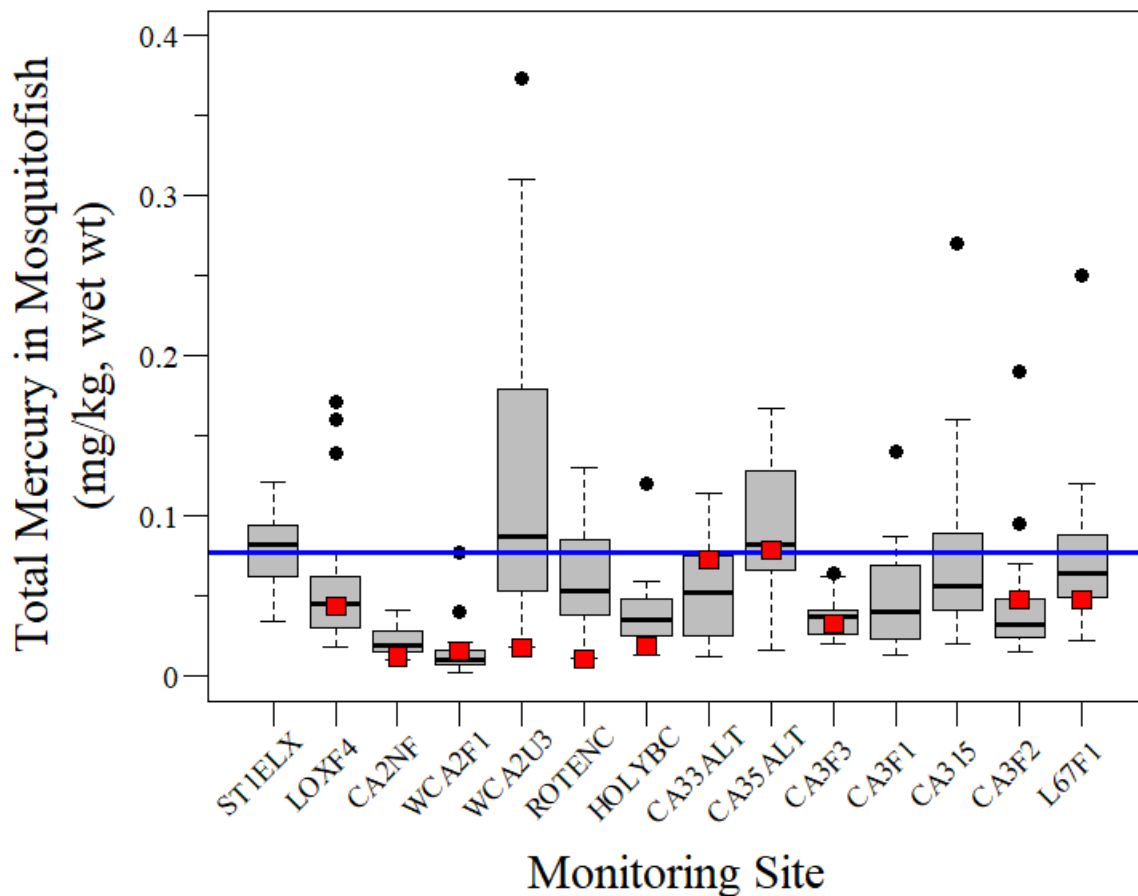 Total Mercury in Mosquitofish
(mg/kg, wet wt)
0.4
0.3
0.2
0.1
0
ST1ELX
LOXF4
CA2NF
WCA2F1
WCA2U3
ROTENC
HOLYBC
CA33ALT
CA35ALT
CA3F3
CA3F1
CA315
CA3F2
L67F1
Monitoring Site